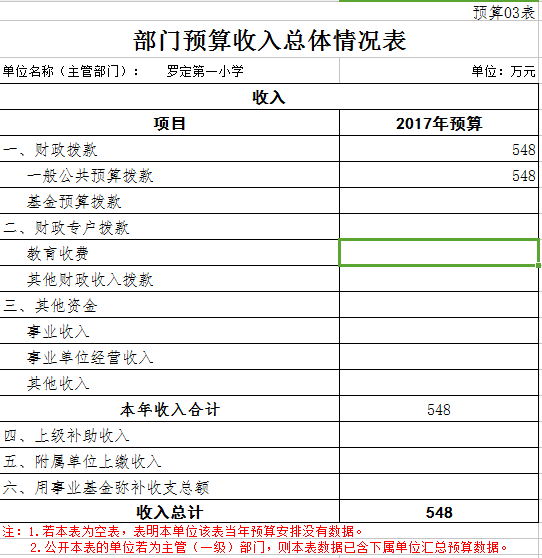 预算03表
部门预算收入总体情况表
单位名称（主管部门）： 罗定第一小学 单位：万元
收入
项目 2017年预算
一、财政拨款 548
一般公共预算拨款 548
基金预算拨款
二、财政专户拨款
教育收费
其他财政收入拨款
三、其他资金
事业收入
事业单位经营收入
其他收入
本年收入合计 548
四、上级补助收入
五、附属单位上缴收入
六、用事业基金弥补收支总额
收入总计 548
注：1.若本表为空表，表明本单位该表当年预算安排没有数据。
2.公开本表的单位若为主管（一级）部门，则本表数据已含下属单位汇总预算数据。